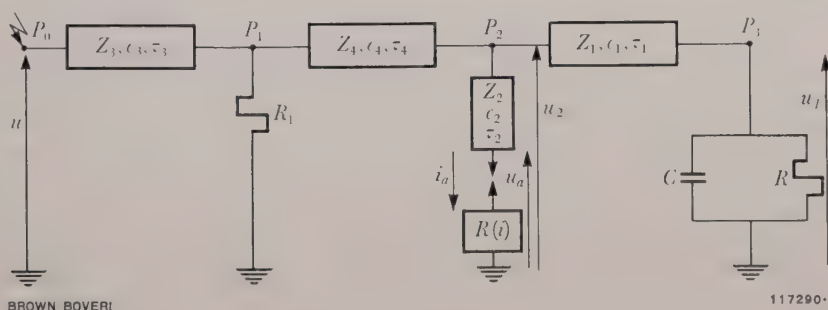 P₀
Z₃, c₃, τ₃
P₁
Z₄, c₄, τ₄
P₂
Z₁, c₁, τ₁
P₃
u
R₁
Z₂
c₂
τ₂
u₂
u₁
iₐ
uₐ
R(i)
C
R
BROWN BOVERI
117290·